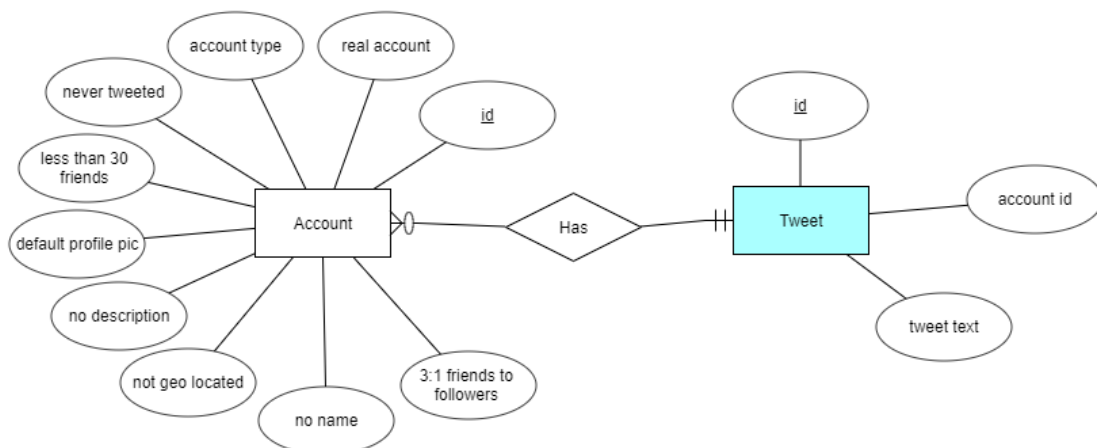 account type
real account
never tweeted
id
id
less than 30
friends
account id
Account
Has
Tweet
default profile pic
no description
tweet text
not geo located
3:1 friends to
followers
no name